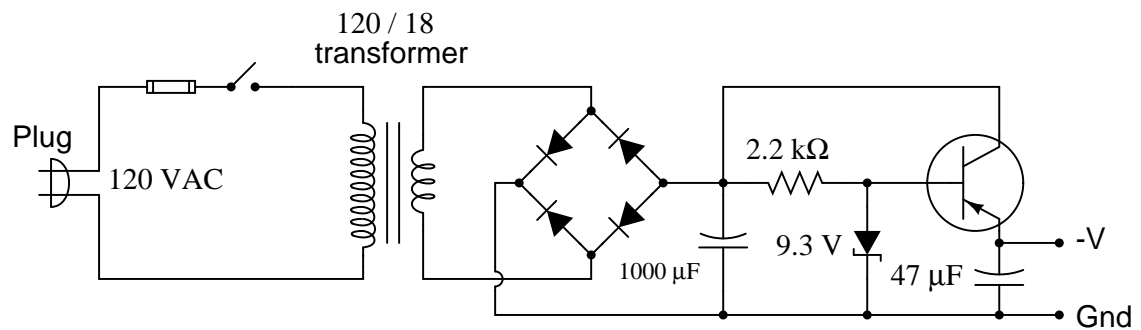 120 / 18
transformer
Plug
120 VAC
2.2 kΩ
1000 μF
9.3 V
47 μF
-V
Gnd